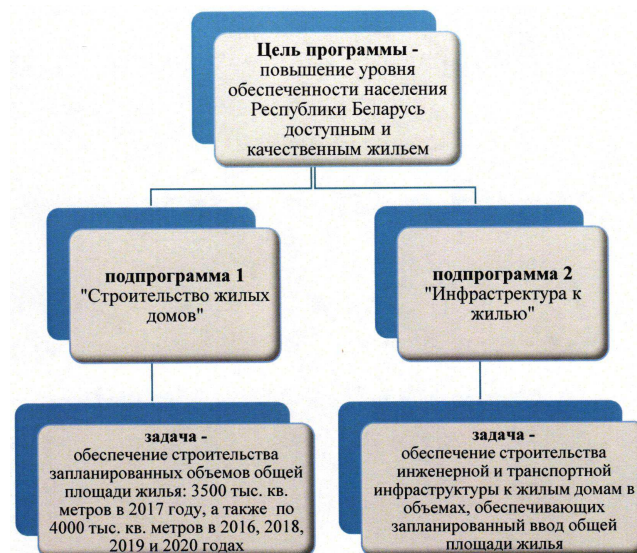 Цель программы -
повышение уровня
обеспеченности населения
Республики Беларусь
доступным и
качественным жильем
подпрограмма 1
"Строительство жилых
домов"
подпрограмма 2
"Инфрастректура к
жилью"
задача -
обеспечение строительства
запланированных объемов общей
площади жилья: 3500 тыс. кв.
метров в 2017 году, а также по
4000 тыс. кв. метров в 2016, 2018,
2019 и 2020 годах
задача -
обеспечение строительства
инженерной и транспортной
инфраструктуры к жилым домам в
объемах, обеспечивающих
запланированный ввод общей
площади жилья